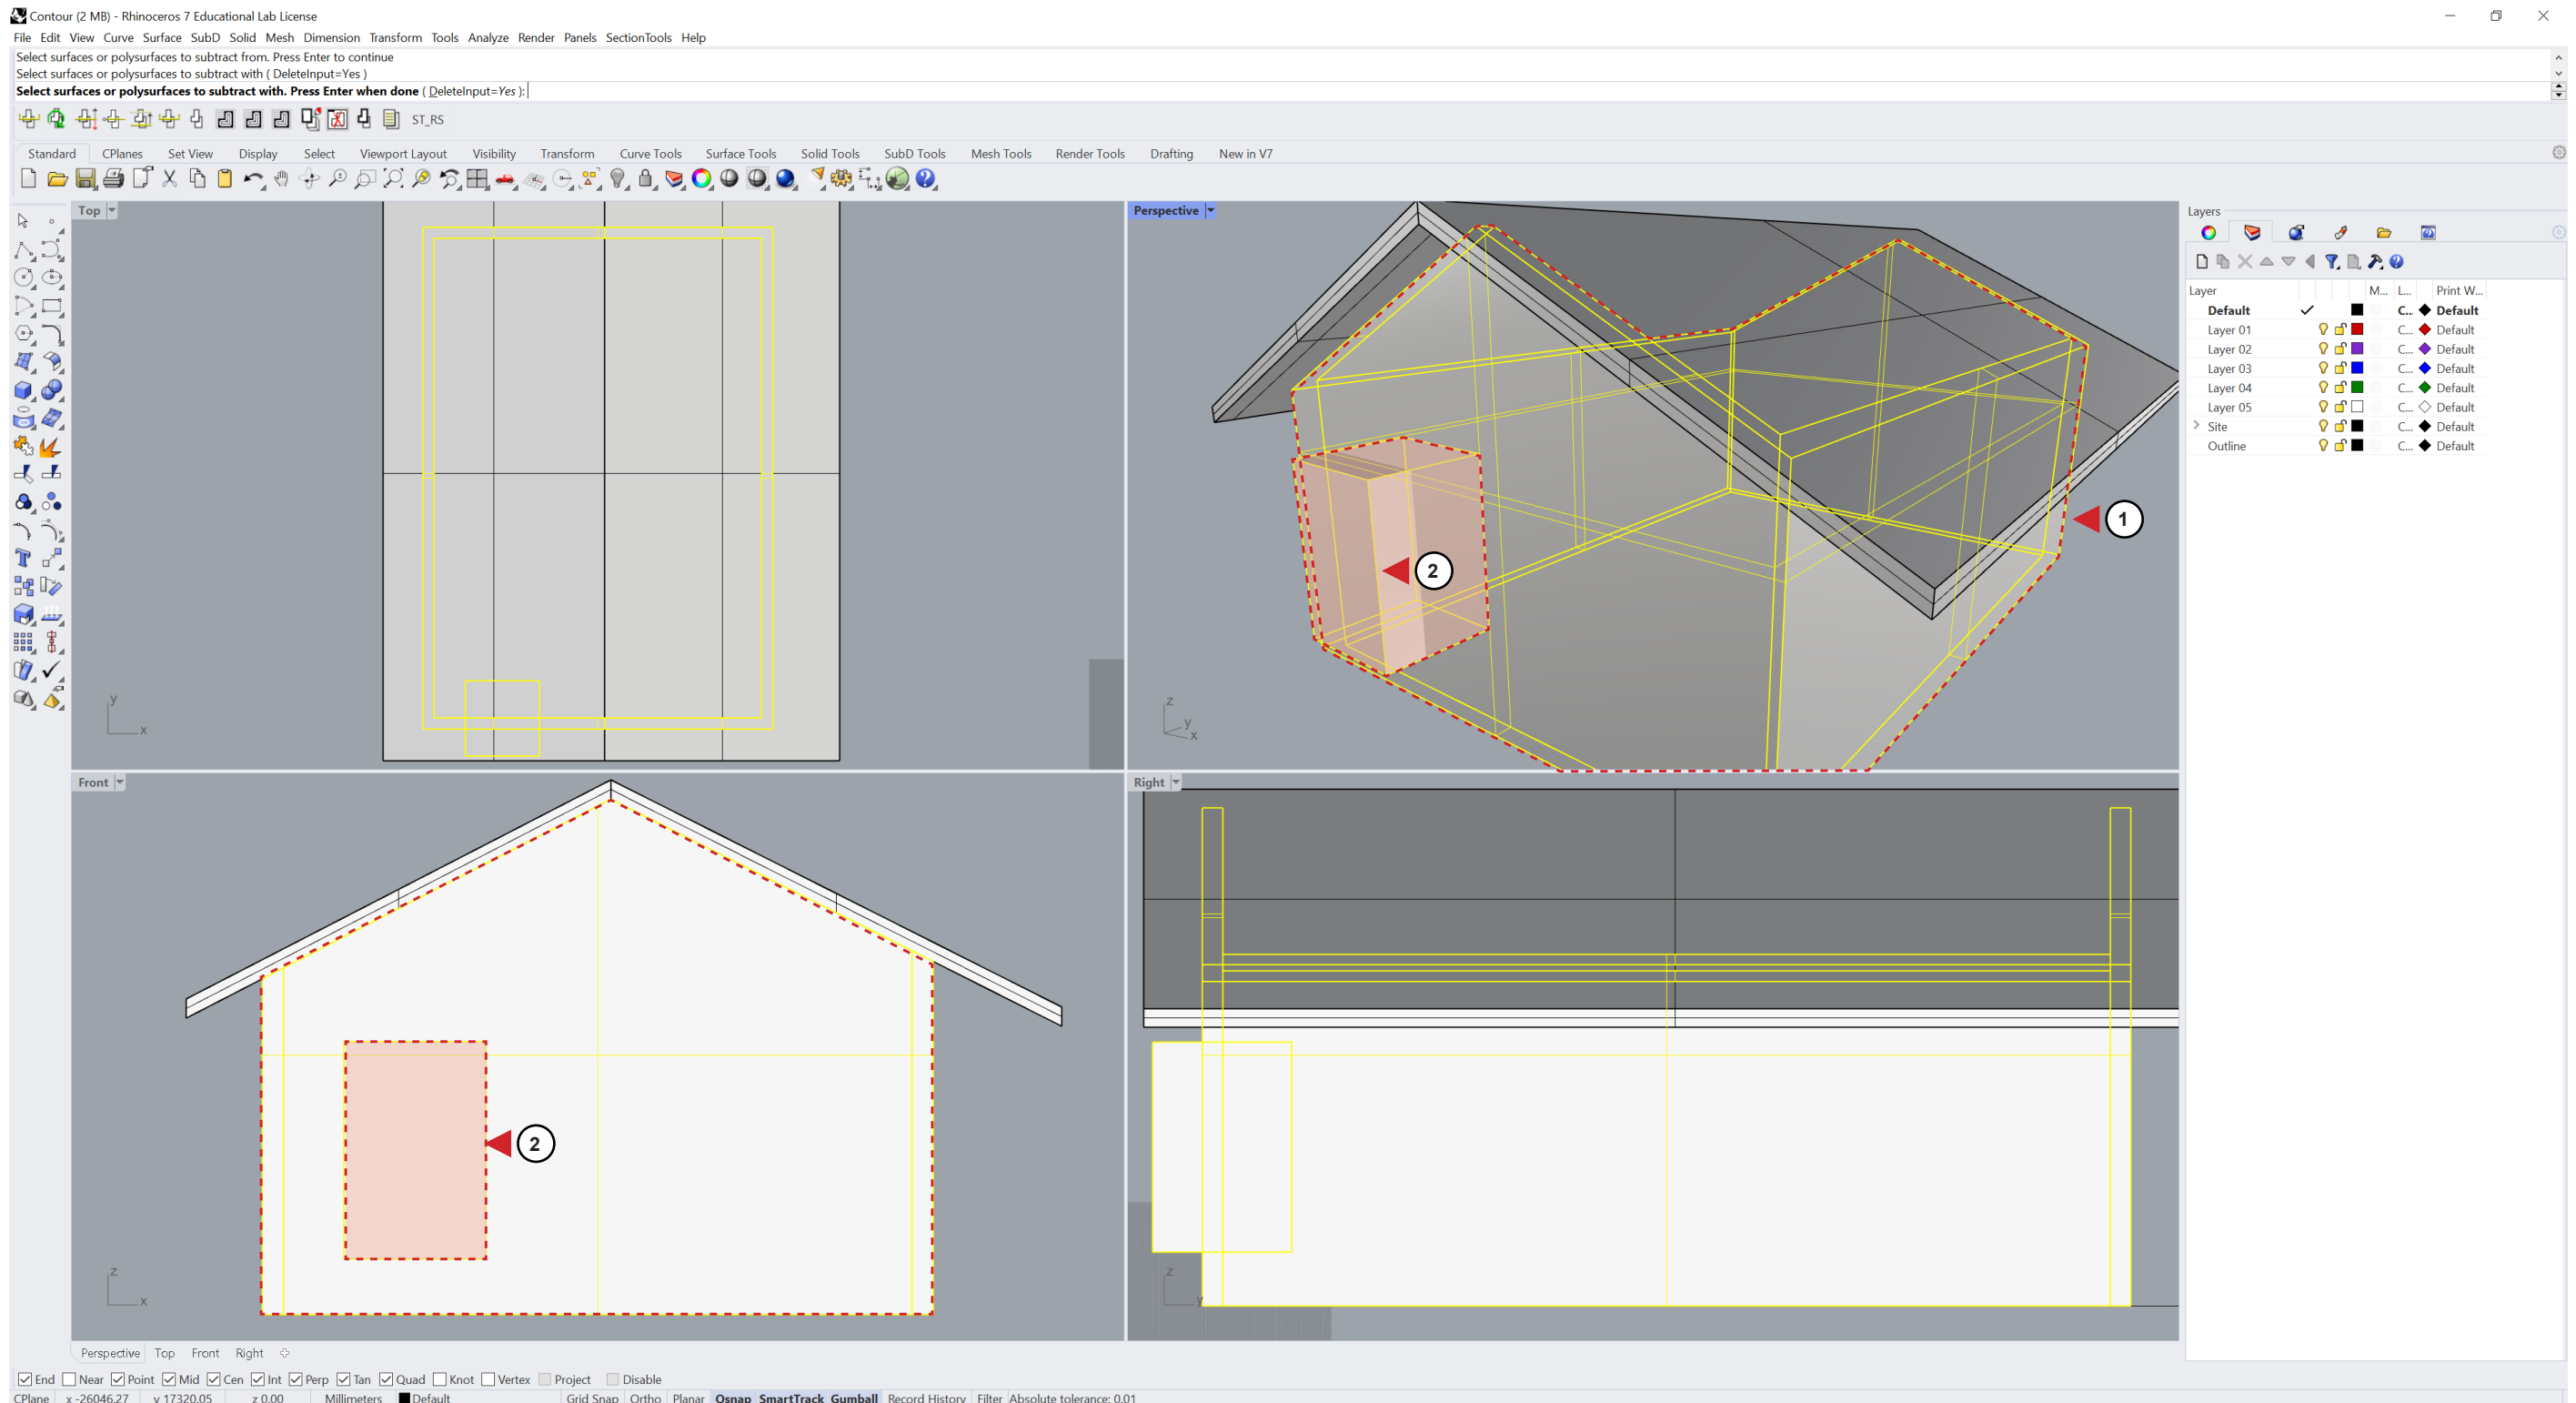 Contour (2 MB) - Rhinoceros 7 Educational Lab License
File Edit View Curve Surface SubD Solid Mesh Dimension Transform Tools Analyze Render Panels SectionTools Help
Select surfaces or polysurfaces to subtract from. Press Enter to continue
Select surfaces or polysurfaces to subtract with ( DeleteInput=Yes )
Select surfaces or polysurfaces to subtract with. Press Enter when done ( DeleteInput=Yes ):
ST_RS
Standard CPlanes Set View Display Select Viewport Layout Visibility Transform Curve Tools Surface Tools Solid Tools SubD Tools Mesh Tools Render Tools Drafting New in V7
Top
y
x
Perspective
1
2
z
y
x
Front
2
z
x
Right
z
y
Layers
Layer M... L... Print W...
Default C... Default
Layer 01 C... Default
Layer 02 C... Default
Layer 03 C... Default
Layer 04 C... Default
Layer 05 C... Default
Site C... Default
Outline C... Default
Perspective Top Front Right
End Near Point Mid Cen Int Perp Tan Quad Knot Vertex Project Disable
CPlane x -26046.27 y 17320.05 z 0.00 Millimeters Default Grid Snap Ortho Planar Osnap SmartTrack Gumball Record History Filter Absolute tolerance: 0.01